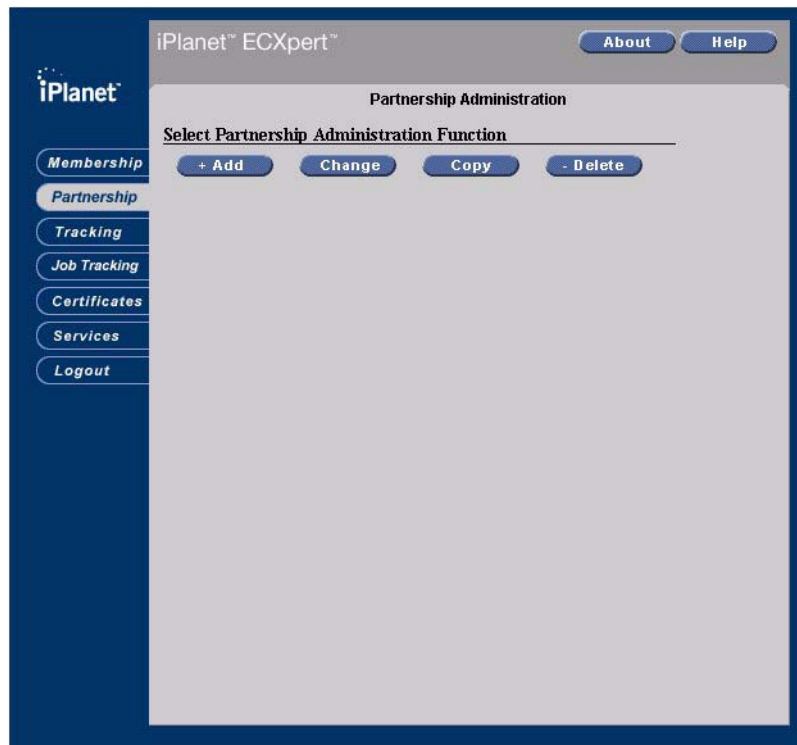 iPlanet™ ECXpert™
About
Help
iPlanet™
Partnership Administration
Select Partnership Administration Function
+ Add
Change
Copy
- Delete
Membership
Partnership
Tracking
Job Tracking
Certificates
Services
Logout